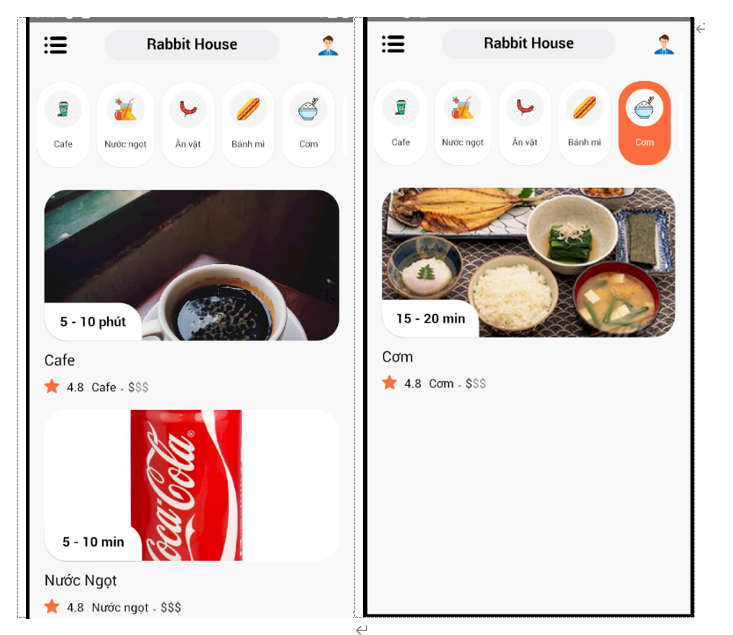 Rabbit House
Cafe
Nước ngọt
Ăn vặt
Bánh mì
Cơm
5 - 10 phút
Cafe
4.8 Cafe . $$$
Coca-Cola
®
5 - 10 min
Nước Ngọt
4.8 Nước ngọt . $$$
Rabbit House
Cafe
Nước ngọt
Ăn vặt
Bánh mì
Cơm
15 - 20 min
Cơm
4.8 Cơm . $$$